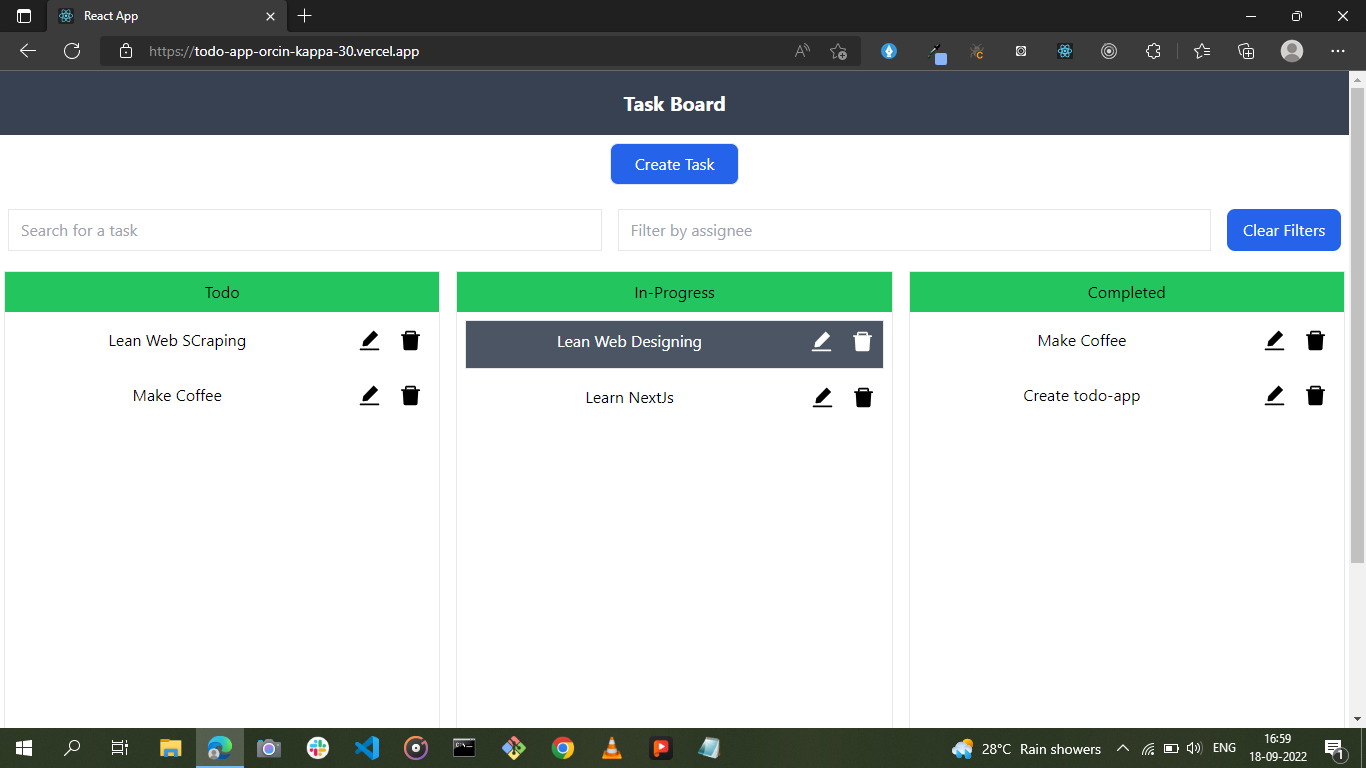 React App
https://todo-app-orcin-kappa-30.vercel.app
Task Board
Create Task
Search for a task
Filter by assignee
Clear Filters
Todo
In-Progress
Completed
Lean Web SCraping
Lean Web Designing
Make Coffee
Make Coffee
Learn NextJs
Create todo-app
28°C Rain showers
ENG
16:59
18-09-2022
1